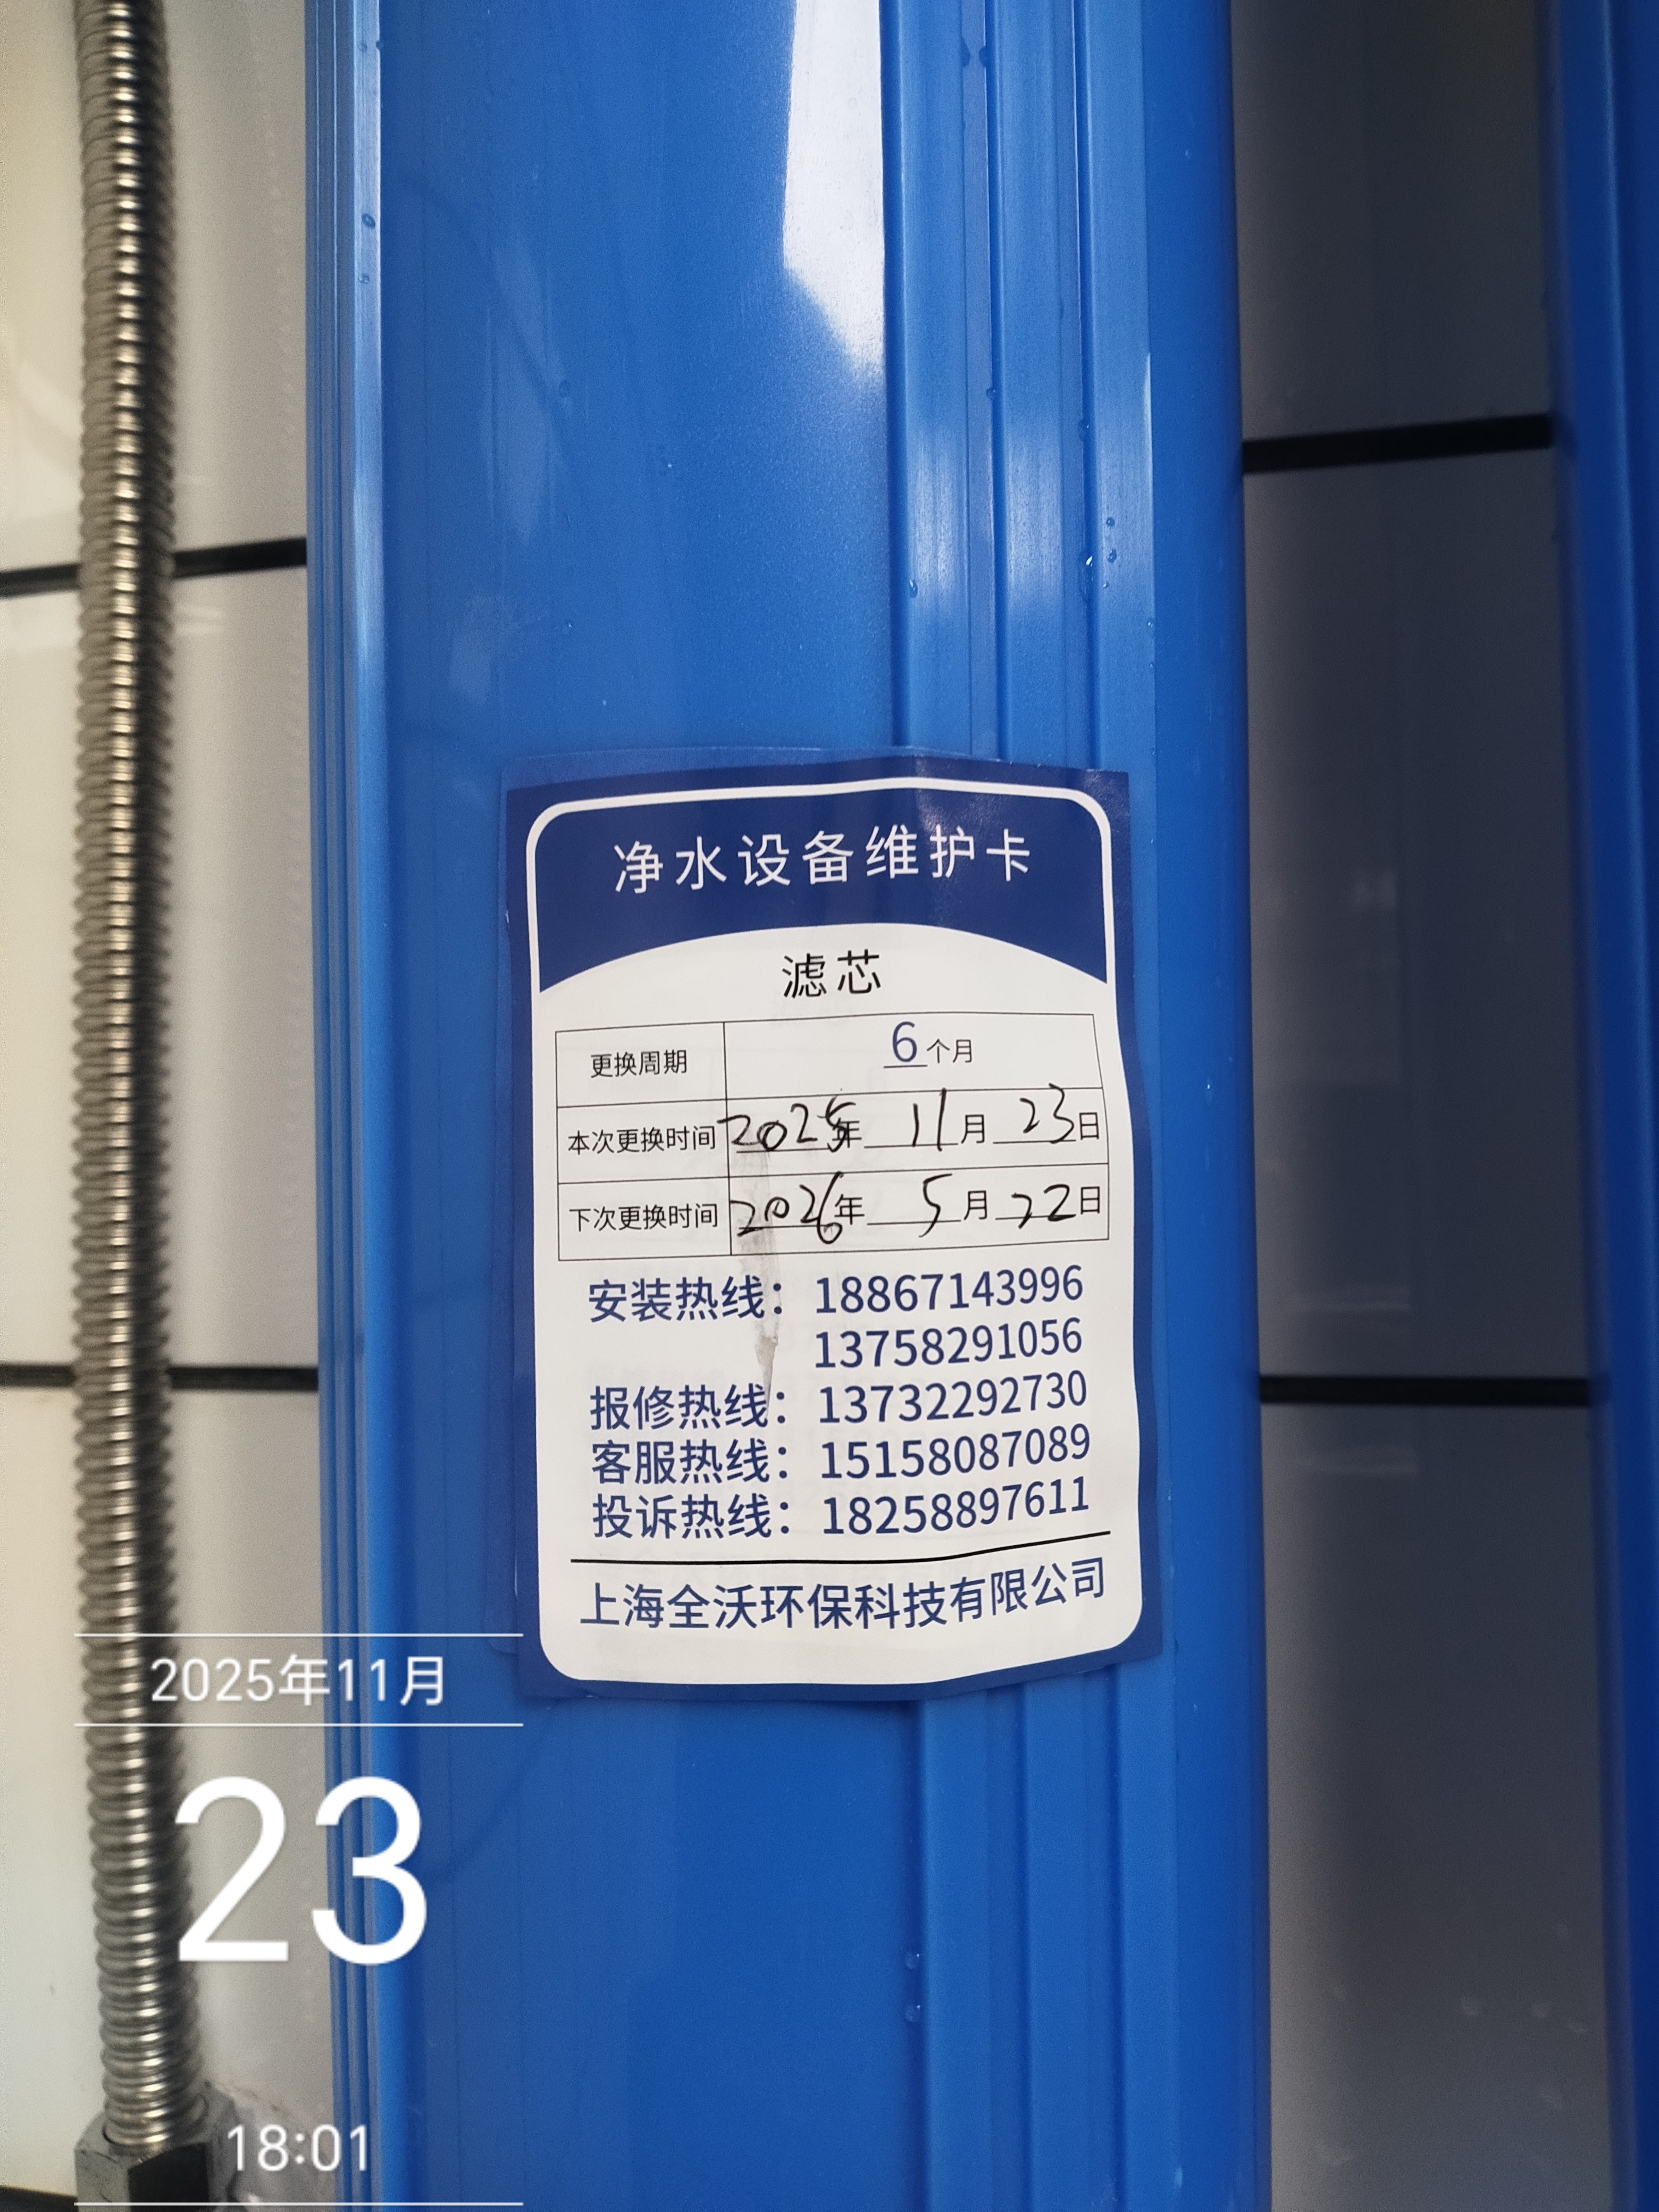 净水设备维护卡
滤芯
更换周期 6个月
本次更换时间 2025年 11月 23日
下次更换时间 2026年 5月 22日
安装热线：18867143996
13758291056
报修热线：13732292730
客服热线：15158087089
投诉热线：18258897611
上海全沃环保科技有限公司
2025年11月
23
18:01